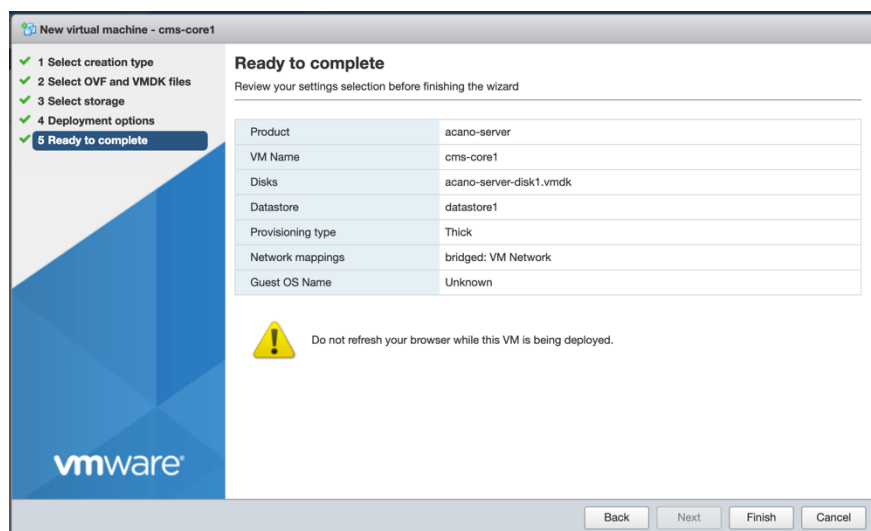 New virtual machine - cms-core1
1 Select creation type
2 Select OVF and VMDK files
3 Select storage
4 Deployment options
5 Ready to complete
Ready to complete
Review your settings selection before finishing the wizard
Product acano-server
VM Name cms-core1
Disks acano-server-disk1.vmdk
Datastore datastore1
Provisioning type Thick
Network mappings bridged: VM Network
Guest OS Name Unknown
Do not refresh your browser while this VM is being deployed.
vmware®
Back Next Finish Cancel